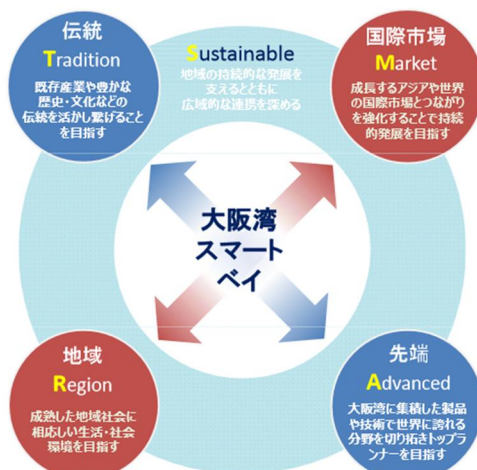 伝統
Tradition
既存産業や豊かな
歴史・文化などの
伝統を活かし繋げること
を目指す
Sustainable
地域の持続的な発展を
支えるとともに
広域的な連携を深める
国際市場
Market
成長するアジアや世界
の国際市場とつながり
を強化することで持続
的発展を目指す
大阪湾
スマート
ベイ
地域
Region
成熟した地域社会に
相応しい生活・社会
環境を目指す
先端
Advanced
大阪湾に集積した製品
や技術で世界に誇れる
分野を切り拓きトップラ
ンナーを目指す